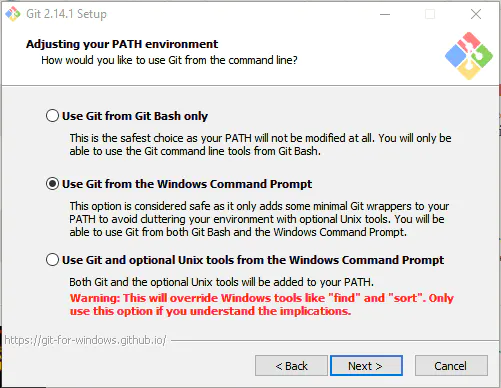 Git 2.14.1 Setup
Adjusting your PATH environment
How would you like to use Git from the command line?
Use Git from Git Bash only
This is the safest choice as your PATH will not be modified at all. You will only be
able to use the Git command line tools from Git Bash.
Use Git from the Windows Command Prompt
This option is considered safe as it only adds some minimal Git wrappers to your
PATH to avoid cluttering your environment with optional Unix tools. You will be
able to use Git from both Git Bash and the Windows Command Prompt.
Use Git and optional Unix tools from the Windows Command Prompt
Both Git and the optional Unix tools will be added to your PATH.
Warning: This will override Windows tools like "find" and "sort". Only
use this option if you understand the implications.
https://git-for-windows.github.io/
< Back
Next >
Cancel